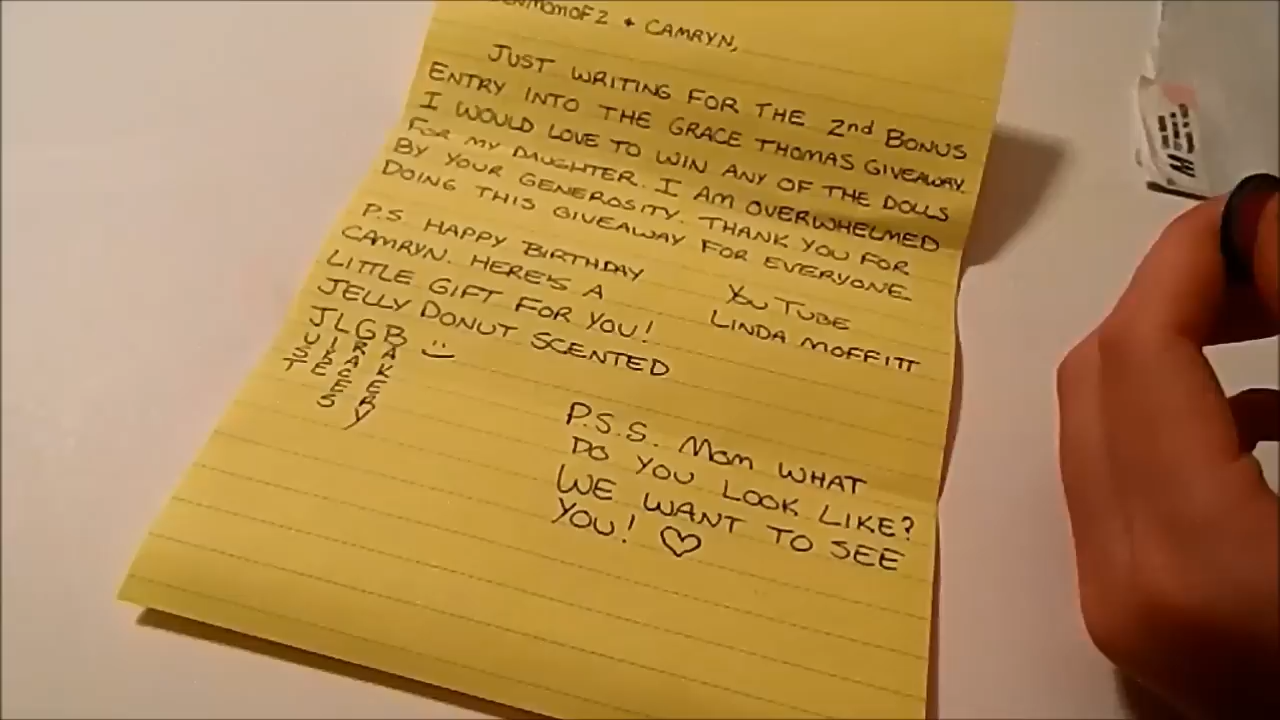 MOMOF2 + CAMRYN,
JUST WRITING FOR THE 2nd BONUS
ENTRY INTO THE GRACE THOMAS GIVEAWAY.
I WOULD LOVE TO WIN ANY OF THE DOLLS
FOR MY DAUGHTER. I AM OVERWHELMED
BY YOUR GENEROSITY. THANK YOU FOR
DOING THIS GIVEAWAY FOR EVERYONE.
P.S. HAPPY BIRTHDAY
CAMRYN. HERE'S A
LITTLE GIFT FOR YOU!
JELLY DONUT SCENTED
JUST
LIKE
GRACES
BAKERY
YOUTUBE
LINDA MOFFITT
P.S.S. MOM WHAT
DO YOU LOOK LIKE?
WE WANT TO SEE
YOU!